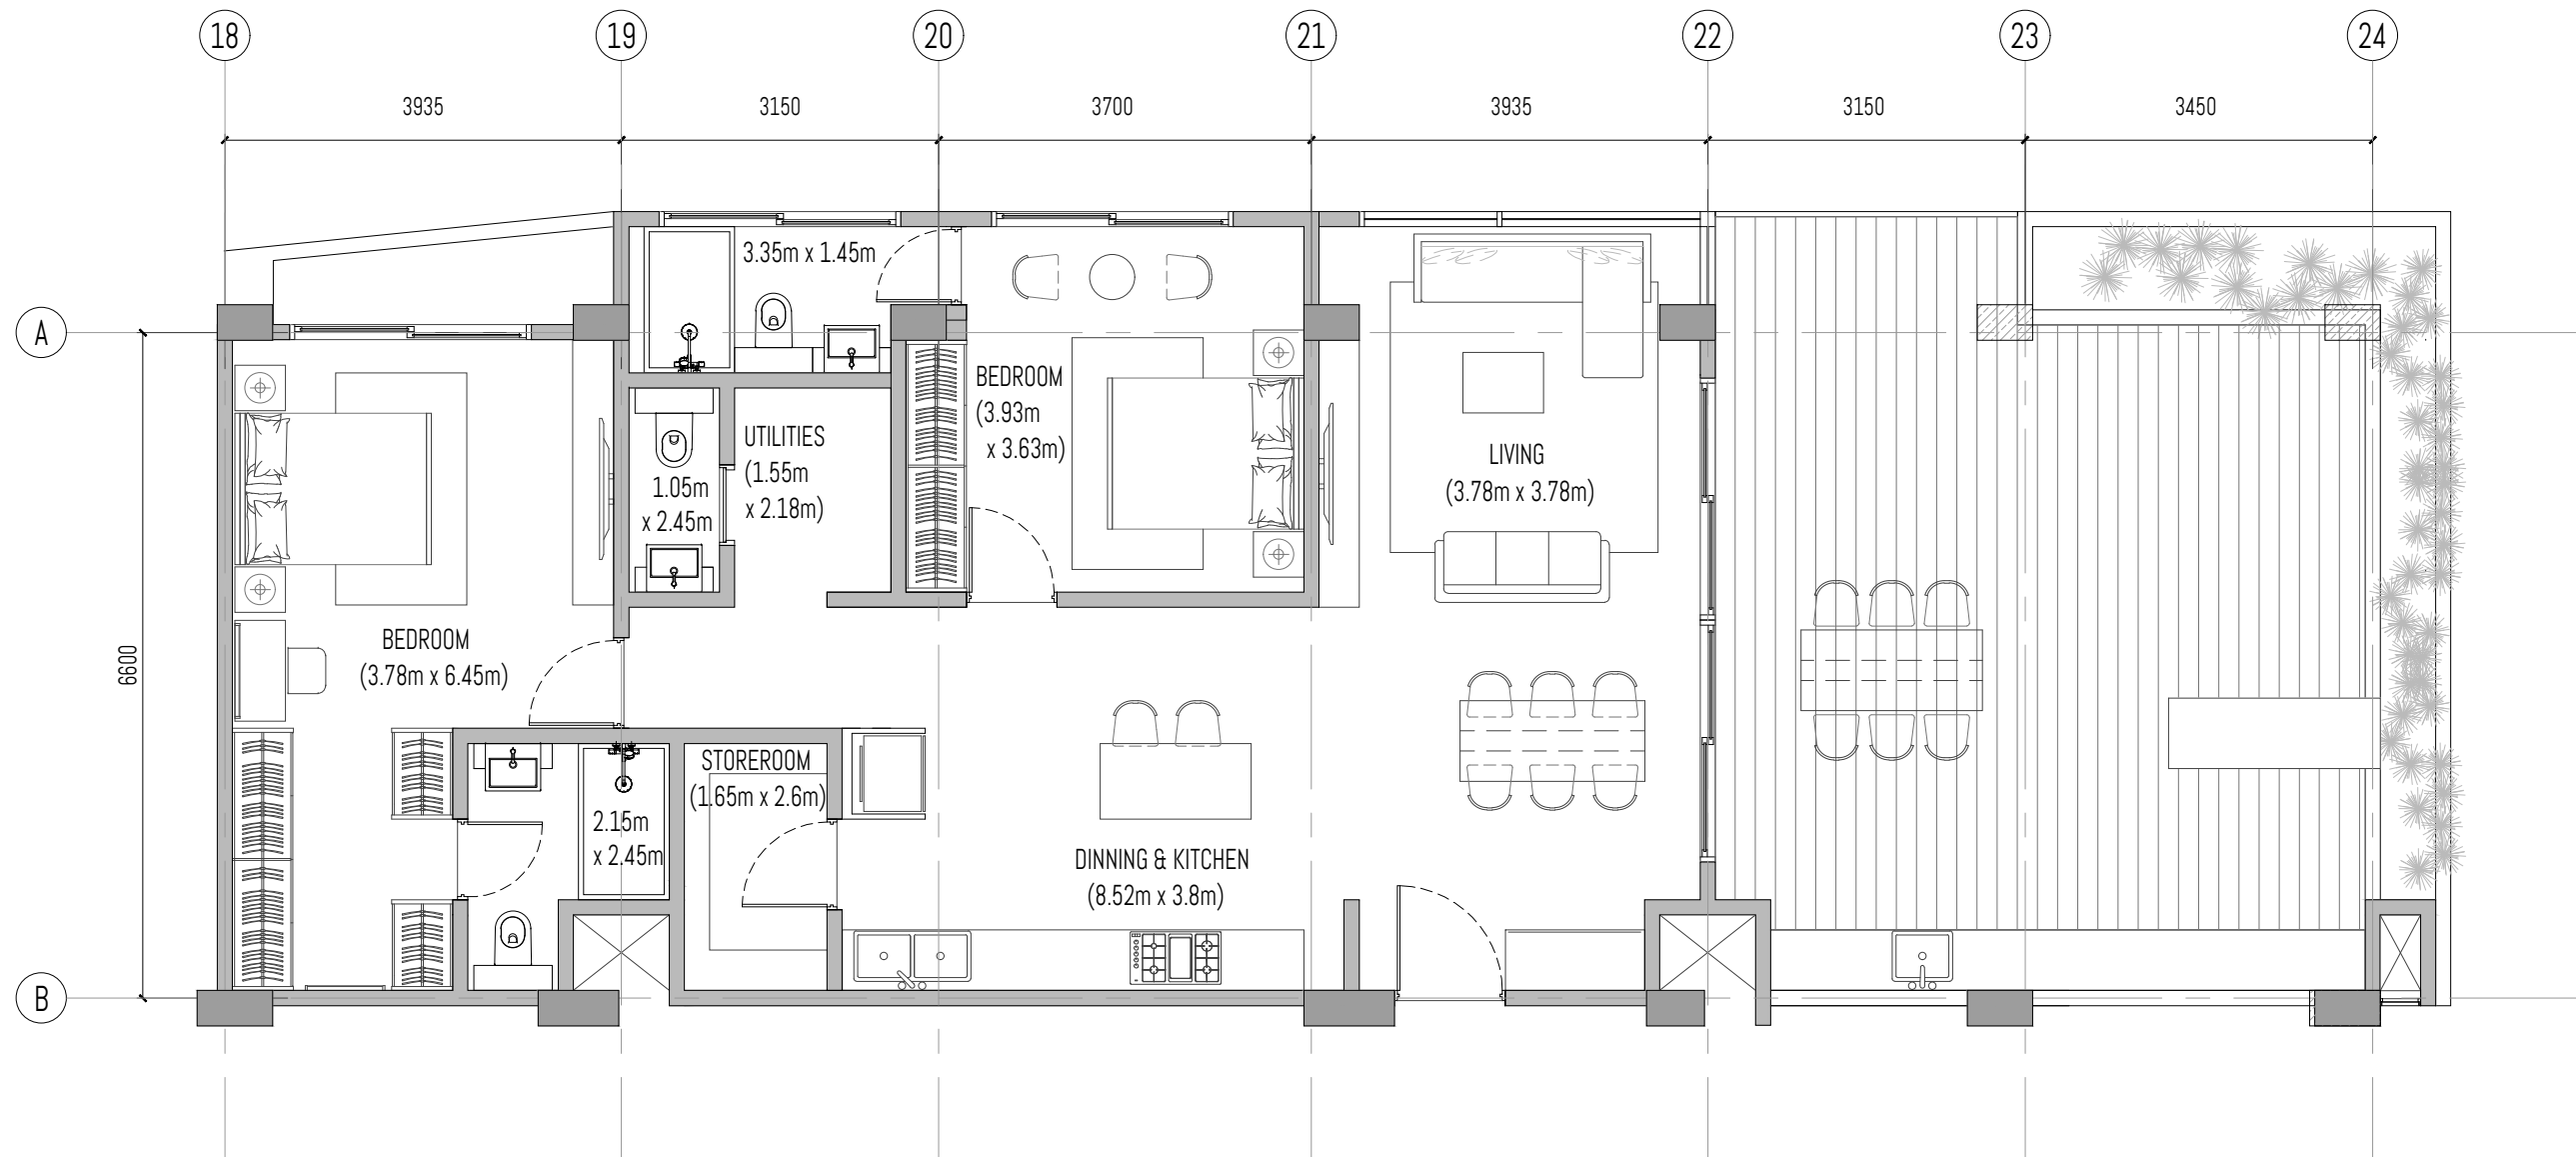 18 19 20 21 22 23 24
3935 3150 3700 3935 3150 3450
A
B
6600
3.35m x 1.45m
BEDROOM
(3.93m
x 3.63m)
UTILITIES
(1.55m
x 2.18m)
1.05m
x 2.45m
LIVING
(3.78m x 3.78m)
BEDROOM
(3.78m x 6.45m)
STOREROOM
(1.65m x 2.6m)
2.15m
x 2.45m
DINNING & KITCHEN
(8.52m x 3.8m)